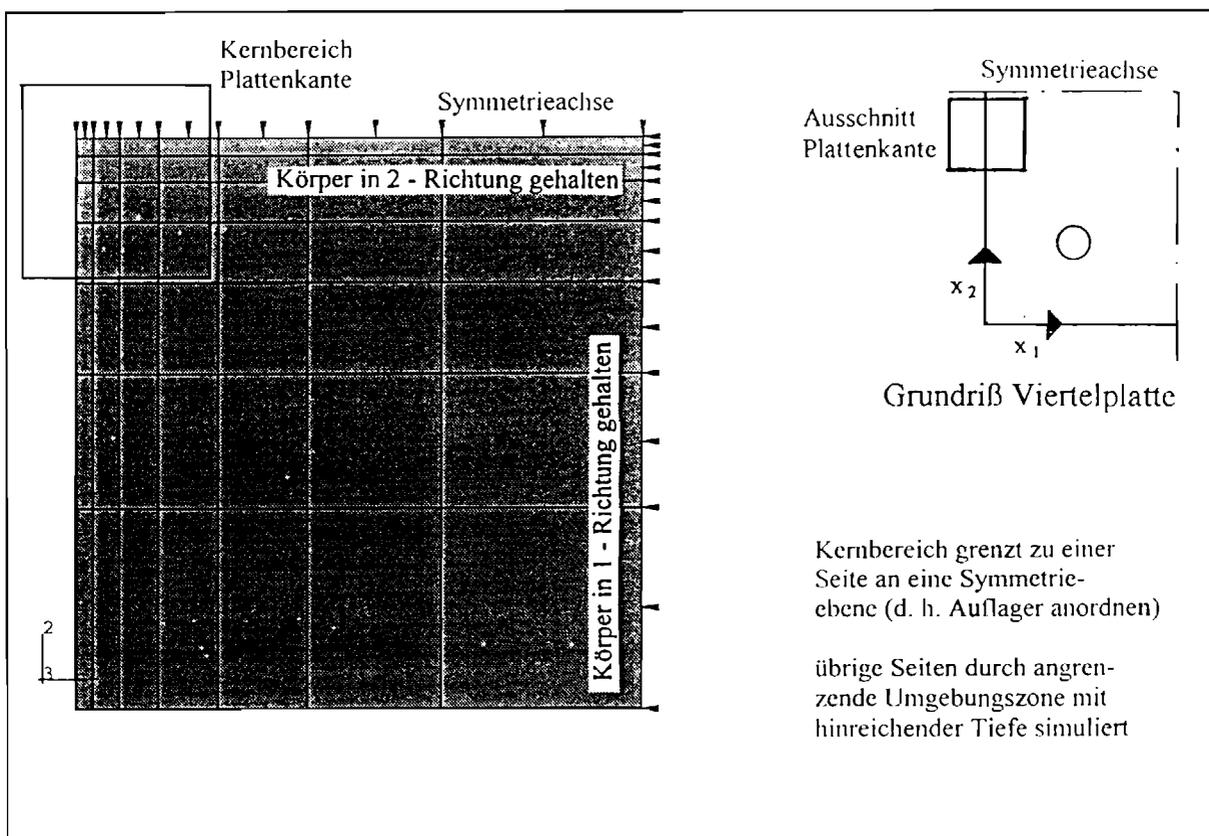 Kernbereich
Plattenkante
Symmetrieachse
Körper in 2 - Richtung gehalten
Körper in 1 - Richtung gehalten
2
3
Symmetrieachse
Ausschnitt
Plattenkante
x 2
x 1
Grundriß Viertelplatte
Kernbereich grenzt zu einer
Seite an eine Symmetrie-
ebene (d. h. Auflager anordnen)
übrige Seiten durch angren-
zende Umgebungszone mit
hinreichender Tiefe simuliert